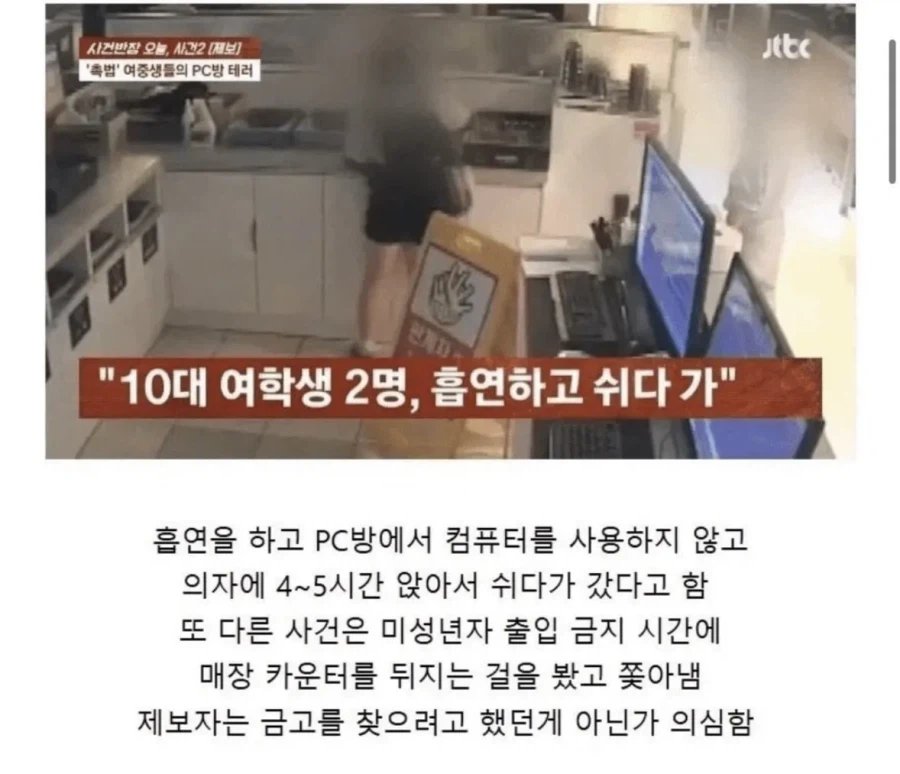 사건반장 오늘, 사건2 [제보]
jtbc
'촉법' 여중생들의 PC방 테러
"10대 여학생 2명, 흡연하고 쉬다 가"
흡연을 하고 PC방에서 컴퓨터를 사용하지 않고
의자에 4~5시간 앉아서 쉬다가 갔다고 함
또 다른 사건은 미성년자 출입 금지 시간에
매장 카운터를 뒤지는 걸을 봤고 쫓아냄
제보자는 금고를 찾으려고 했던게 아닌가 의심함